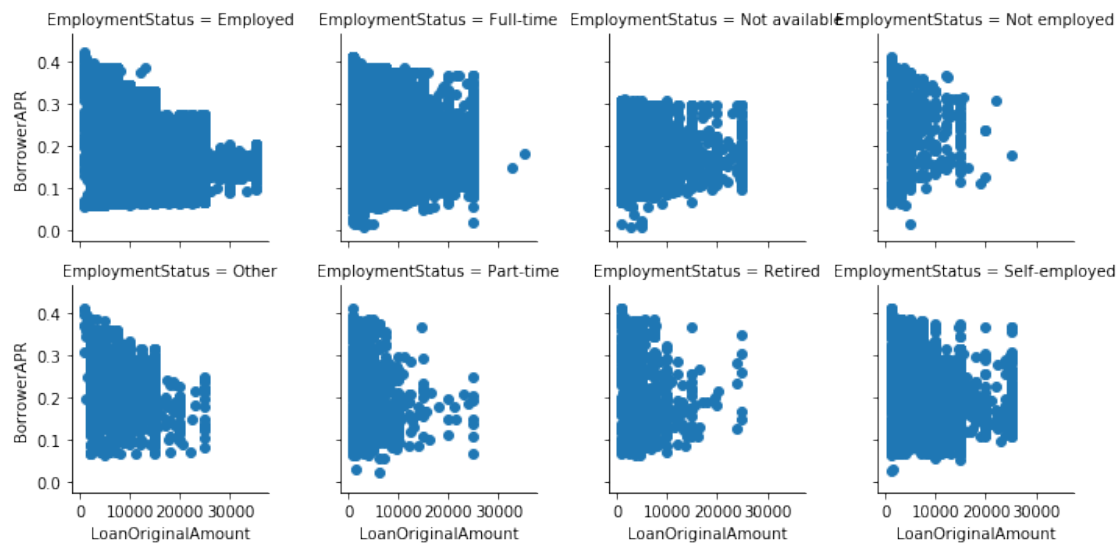 EmploymentStatus = Employed
EmploymentStatus = Full-time
EmploymentStatus = Not available
EmploymentStatus = Not employed
BorrowerAPR
0.4
0.3
0.2
0.1
0.0
EmploymentStatus = Other
EmploymentStatus = Part-time
EmploymentStatus = Retired
EmploymentStatus = Self-employed
BorrowerAPR
0.4
0.3
0.2
0.1
0.0
0 10000 20000 30000
0 10000 20000 30000
0 10000 20000 30000
0 10000 20000 30000
LoanOriginalAmount
LoanOriginalAmount
LoanOriginalAmount
LoanOriginalAmount